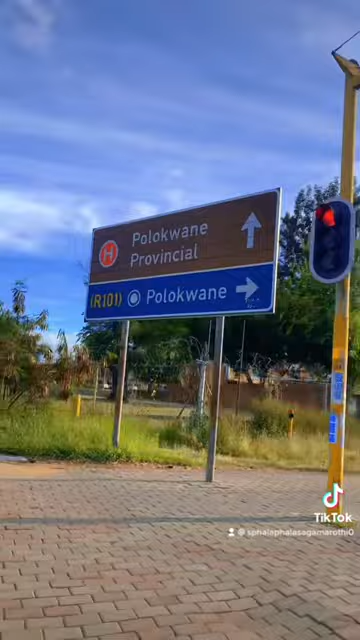 H
Polokwane
Provincial
(R101) Polokwane
TikTok
@sphalaphalasagamarothi0